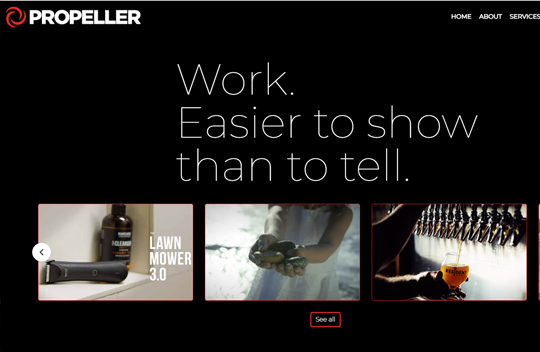 PROPELLER
HOME ABOUT SERVICES
Work.
Easier to show
than to tell.
CLEANSER
LAWN
MOWER
3.0
See all